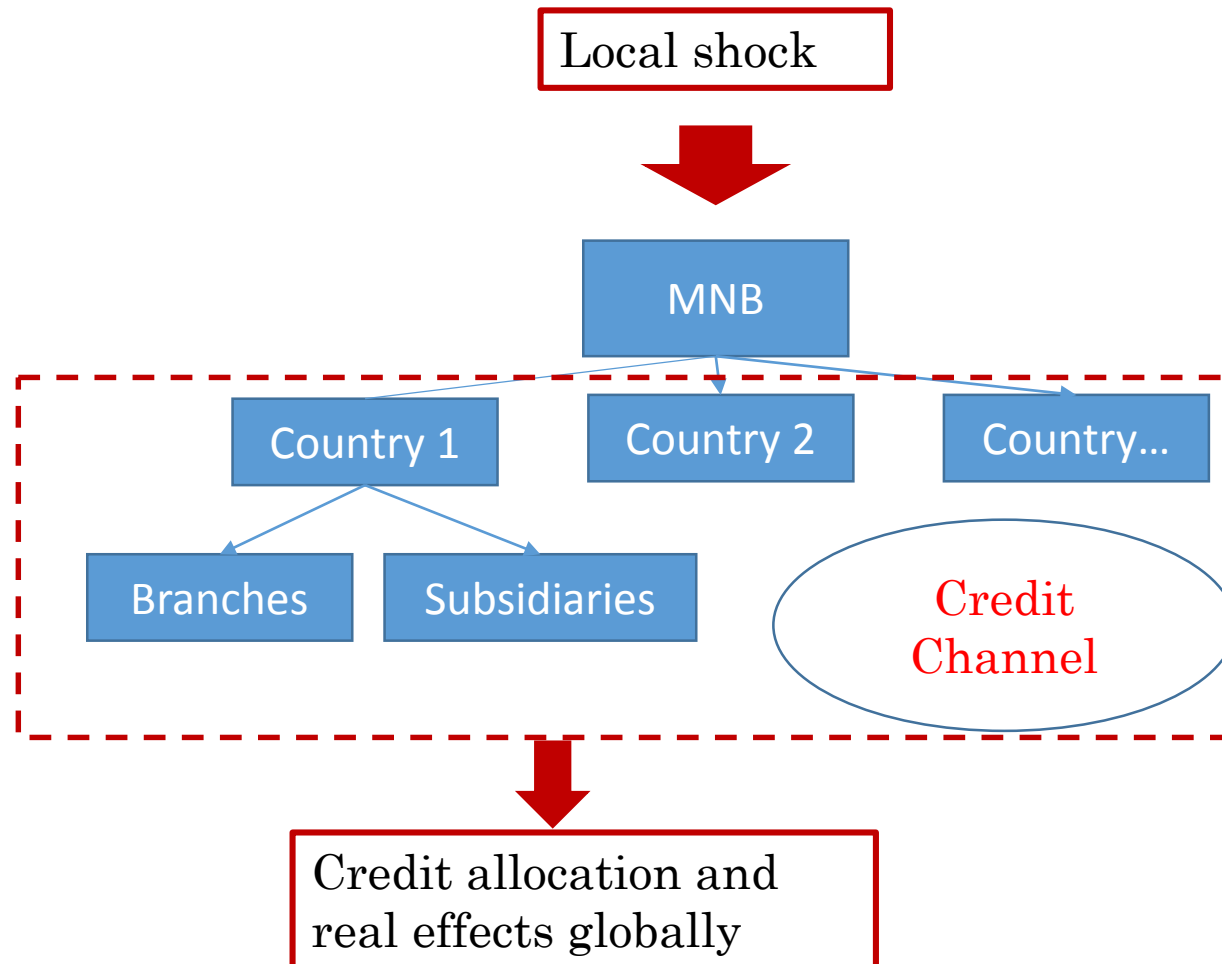 Local shock
MNB
Country 1
Country 2
Country…
Branches
Subsidiaries
Credit
Channel
Credit allocation and
real effects globally